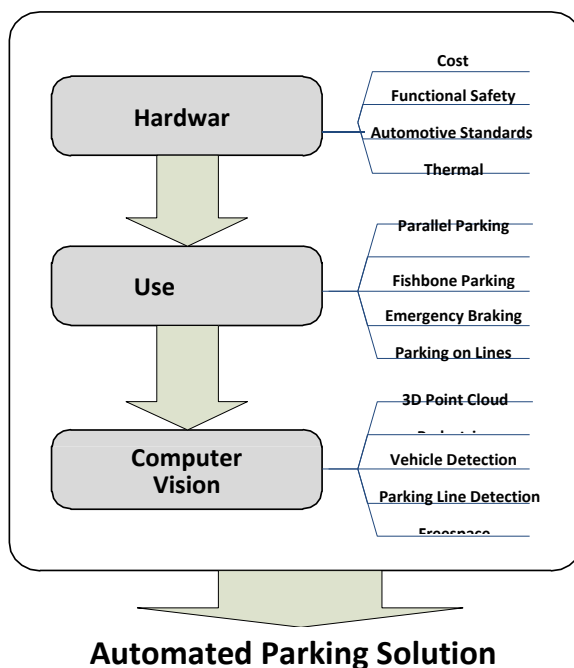 Hardwar
Cost
Functional Safety
Automotive Standards
Thermal
Use
Parallel Parking
Fishbone Parking
Emergency Braking
Parking on Lines
Computer
Vision
3D Point Cloud
Vehicle Detection
Parking Line Detection
Freespace
Automated Parking Solution